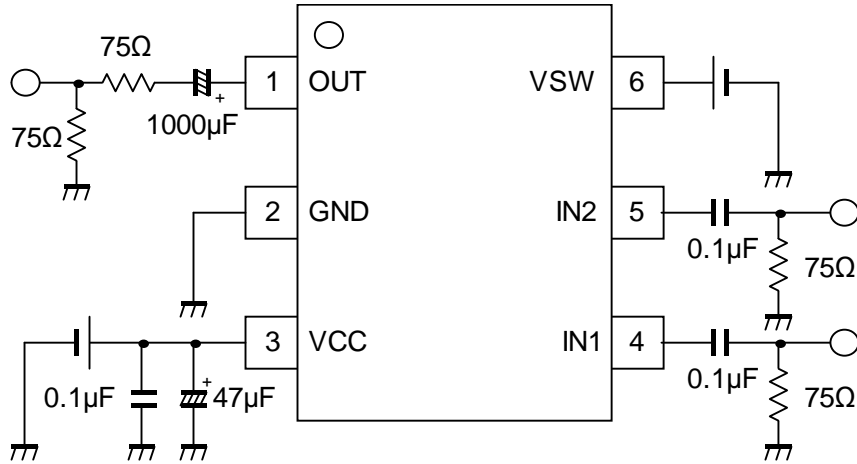 75Ω
1
OUT
VSW
6
+
1000µF
75Ω
2
GND
IN2
5
0.1µF
75Ω
3
VCC
IN1
4
+
0.1µF
47µF
0.1µF
75Ω